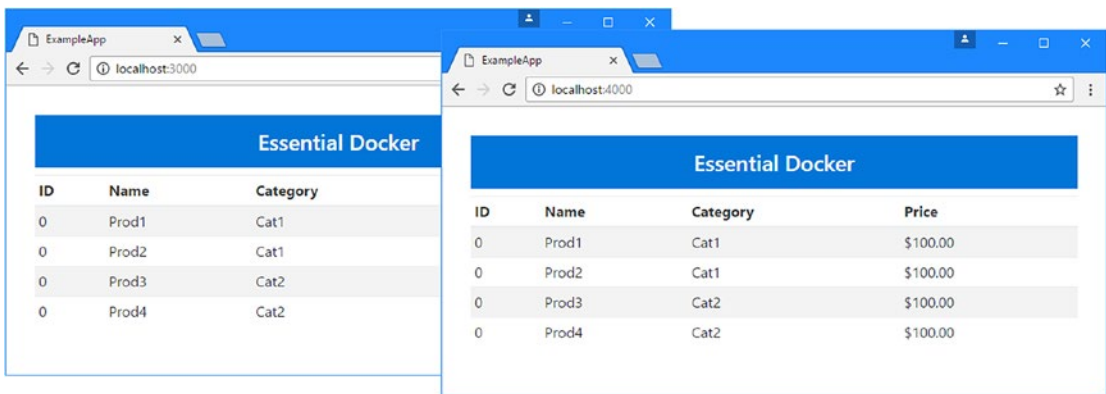 ExampleApp
localhost:3000
Essential Docker
ID Name Category
0 Prod1 Cat1
0 Prod2 Cat1
0 Prod3 Cat2
0 Prod4 Cat2
ExampleApp
localhost:4000
Essential Docker
ID Name Category Price
0 Prod1 Cat1 $100.00
0 Prod2 Cat1 $100.00
0 Prod3 Cat2 $100.00
0 Prod4 Cat2 $100.00